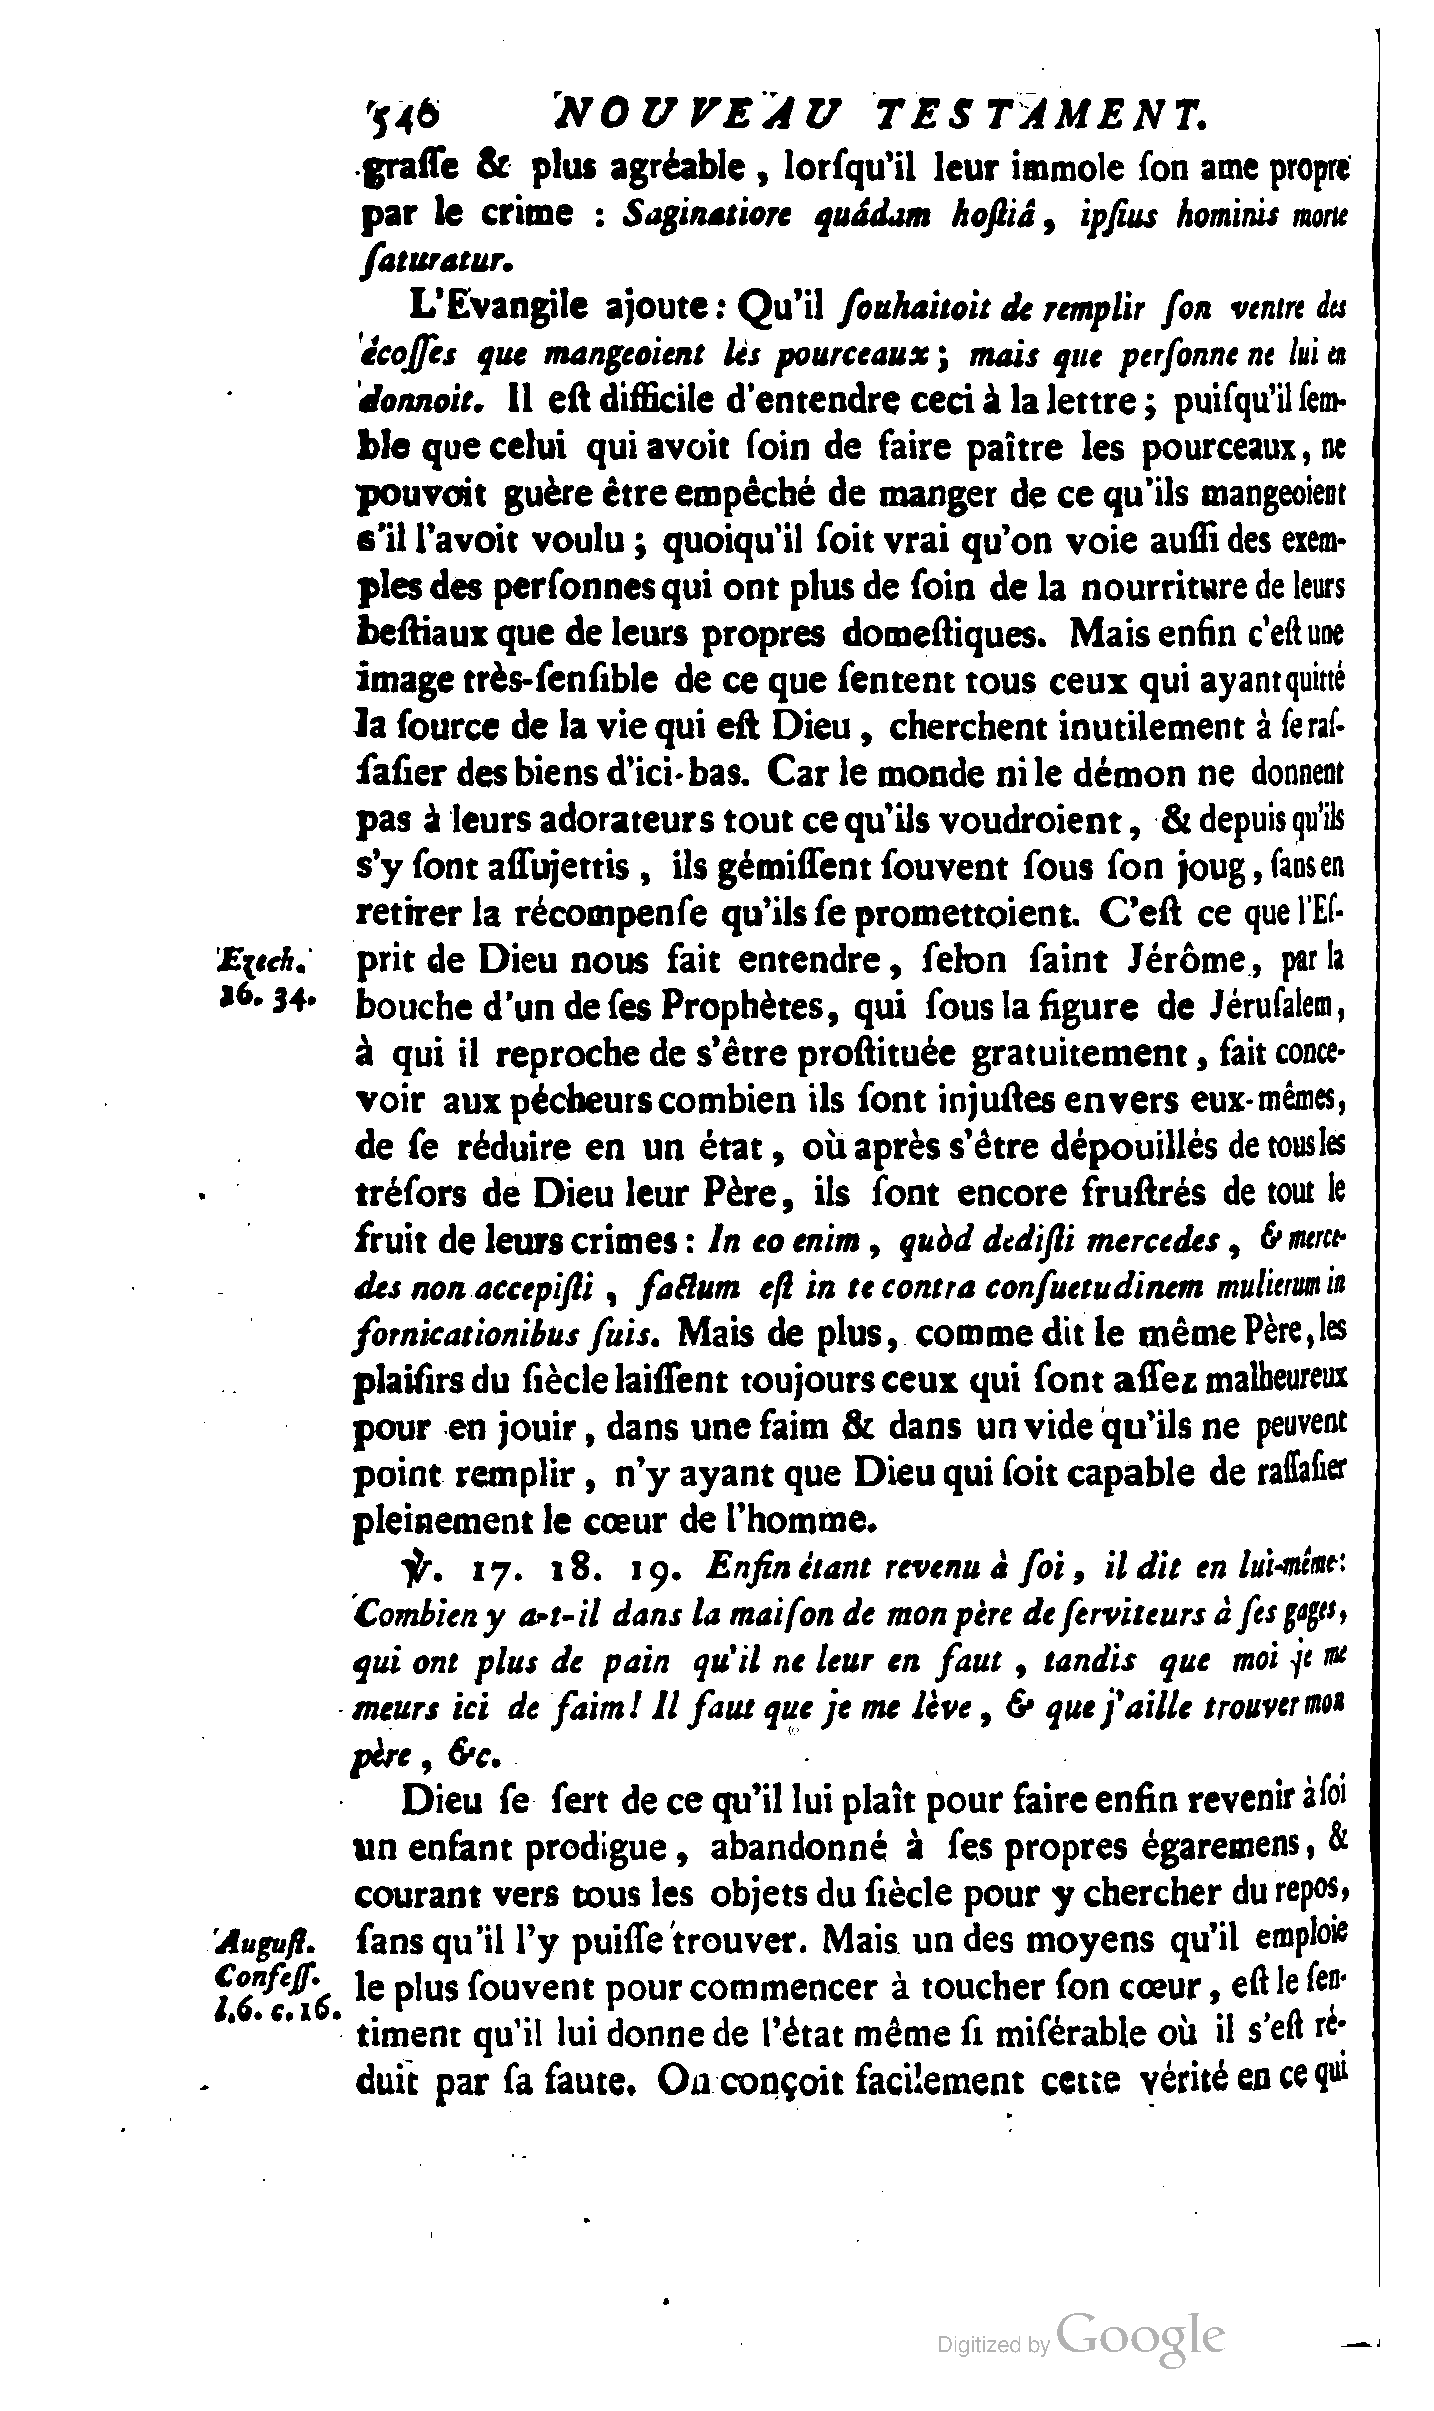 546 NOUVEAU TESTAMENT.
graſſe & plus agréable, lorſqu'il leur immole ſon ame propre
par le crime : Saginatiore quâdam hoſtiâ, ipſius hominis morte
ſaturatur.
L'Evangile ajoute : Qu'il ſouhaitoit de remplir ſon ventre des
écoſſes que mangeoient les pourceaux ; mais que perſonne ne lui en
donnoit. Il eſt difficile d'entendre ceci à la lettre ; puiſqu'il ſem-
ble que celui qui avoit ſoin de faire paître les pourceaux, ne
pouvoit guère être empêché de manger de ce qu'ils mangeoient
s'il l'avoit voulu ; quoiqu'il ſoit vrai qu'on voie auſſi des exem-
ples des perſonnes qui ont plus de ſoin de la nourriture de leurs
beſtiaux que de leurs propres domeſtiques. Mais enfin c'eſt une
image très-ſenſible de ce que ſentent tous ceux qui ayant quitté
la ſource de la vie qui eſt Dieu, cherchent inutilement à ſe raſ-
ſaſier des biens d'ici-bas. Car le monde ni le démon ne donnent
pas à leurs adorateurs tout ce qu'ils voudroient, & depuis qu'ils
s'y ſont aſſujettis, ils gémiſſent ſouvent ſous ſon joug, ſans en
retirer la récompenſe qu'ils ſe promettoient. C'eſt ce que l'Eſ-
Ezech. prit de Dieu nous fait entendre, ſelon ſaint Jérôme, par la
16. 34. bouche d'un de ſes Prophètes, qui ſous la figure de Jéruſalem,
à qui il reproche de s'être proſtituée gratuitement, fait conce-
voir aux pécheurs combien ils ſont injuſtes envers eux-mêmes,
de ſe réduire en un état, où après s'être dépouillés de tous les
tréſors de Dieu leur Père, ils ſont encore fruſtrés de tout le
fruit de leurs crimes : In eo enim, quòd dediſti mercedes, & merce-
des non accepiſti, factum eſt in te contra conſuetudinem mulierum in
fornicationibus ſuis. Mais de plus, comme dit le même Père, les
plaiſirs du ſiècle laiſſent toujours ceux qui ſont aſſez malheureux
pour en jouir, dans une faim & dans un vide qu'ils ne peuvent
point remplir, n'y ayant que Dieu qui ſoit capable de raſſaſier
pleinement le cœur de l'homme.
℣. 17. 18. 19. Enfin étant revenu à ſoi, il dit en lui-même :
Combien y a-t-il dans la maiſon de mon père de ſerviteurs à ſes gages,
qui ont plus de pain qu'il ne leur en faut, tandis que moi je me
meurs ici de faim ! Il faut que je me lève, & que j'aille trouver mon
père, &c.
Dieu ſe ſert de ce qu'il lui plaît pour faire enfin revenir à ſoi
un enfant prodigue, abandonné à ſes propres égaremens, &
courant vers tous les objets du ſiècle pour y chercher du repos,
Auguſt. ſans qu'il l'y puiſſe trouver. Mais un des moyens qu'il emploie
Confeſſ. le plus ſouvent pour commencer à toucher ſon cœur, eſt le ſen-
l. 6. c. 16. timent qu'il lui donne de l'état même ſi miſérable où il s'eſt ré-
duit par ſa faute. On conçoit facilement cette vérité en ce qui
Digitized by Google